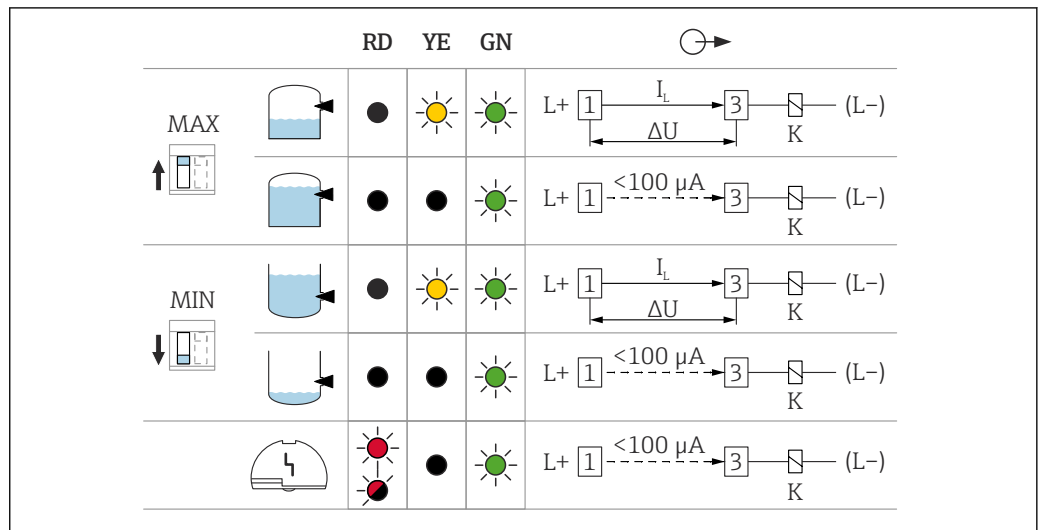 RD YE GN
MAX
L+ 1 I_L 3 (L–)
ΔU K
L+ 1 <100 µA 3 (L–)
K
MIN
L+ 1 I_L 3 (L–)
ΔU K
L+ 1 <100 µA 3 (L–)
K
L+ 1 <100 µA 3 (L–)
K